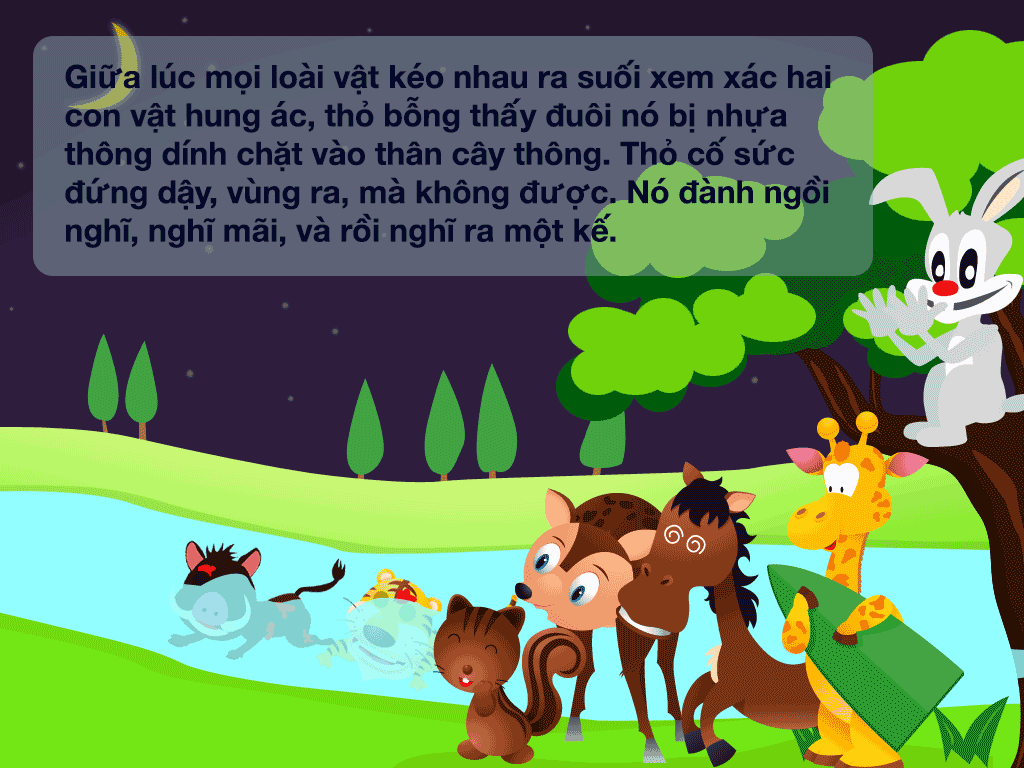 Giữa lúc mọi loài vật kéo nhau ra suối xem xác hai
con vật hung ác, thỏ bỗng thấy đuôi nó bị nhựa
thông dính chặt vào thân cây thông. Thỏ cố sức
đứng dậy, vùng ra, mà không được. Nó đành ngồi
nghĩ, nghĩ mãi, và rồi nghĩ ra một kế.